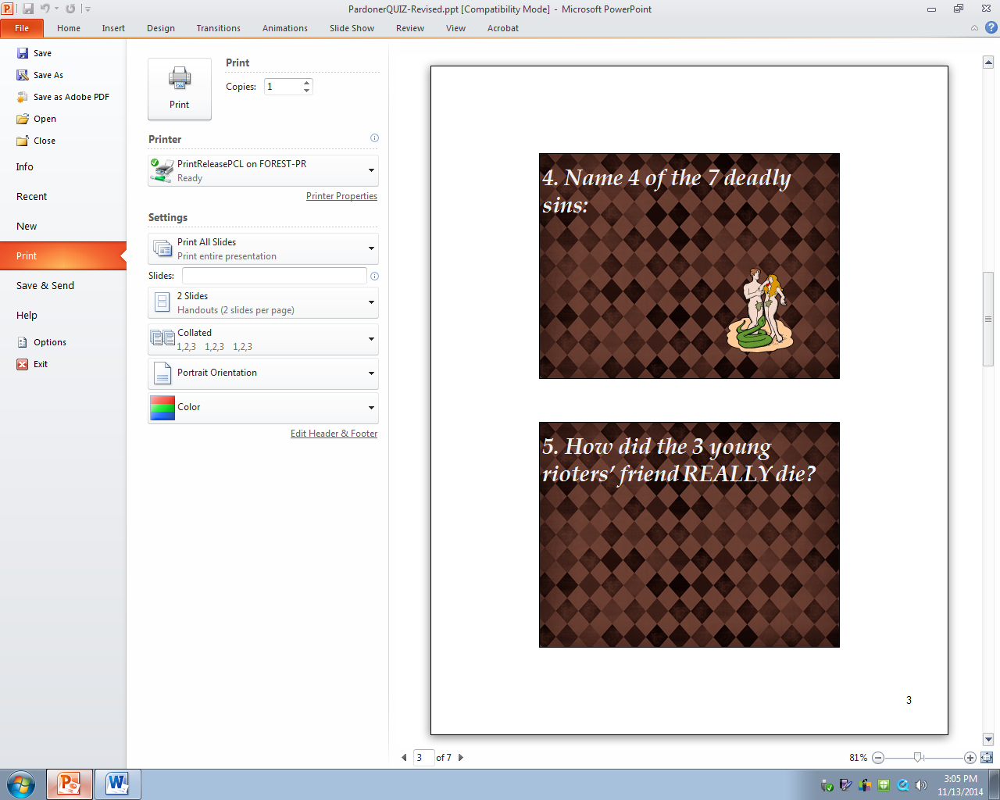 PardonerQUIZ-Revised.ppt [Compatibility Mode] - Microsoft PowerPoint
File Home Insert Design Transitions Animations Slide Show Review View Acrobat
Save
Save As
Save as Adobe PDF
Open
Close
Info
Recent
New
Print
Save & Send
Help
Options
Exit
Print
Print
Copies: 1
Printer
PrintReleasePCL on FOREST-PR
Ready
Printer Properties
Settings
Print All Slides
Print entire presentation
Slides:
2 Slides
Handouts (2 slides per page)
Collated
1,2,3 1,2,3 1,2,3
Portrait Orientation
Color
Edit Header & Footer
4. Name 4 of the 7 deadly
sins:
5. How did the 3 young
rioters’ friend REALLY die?
3
3 of 7
81%
3:05 PM
11/13/2014